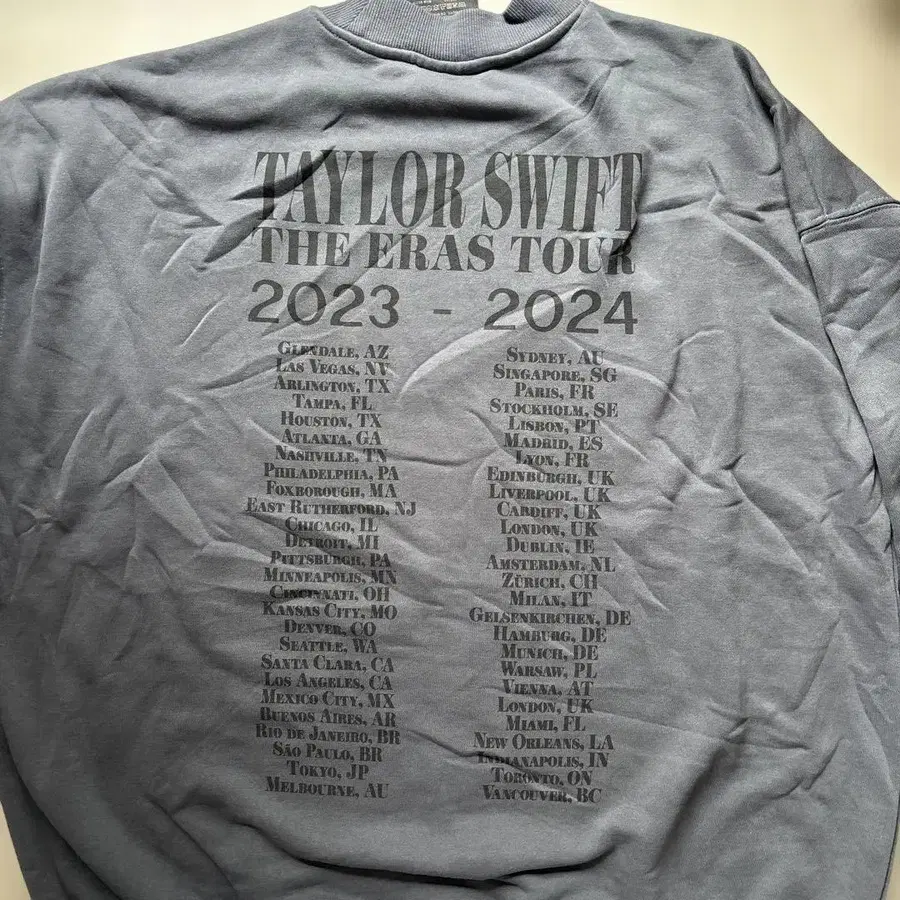 TAYLOR SWIFT
THE ERAS TOUR
2023 - 2024
GLENDALE, AZ
LAS VEGAS, NV
ARLINGTON, TX
TAMPA, FL
HOUSTON, TX
ATLANTA, GA
NASHVILLE, TN
PHILADELPHIA, PA
FOXBOROUGH, MA
EAST RUTHERFORD, NJ
CHICAGO, IL
DETROIT, MI
PITTSBURGH, PA
MINNEAPOLIS, MN
CINCINNATI, OH
KANSAS CITY, MO
DENVER, CO
SEATTLE, WA
SANTA CLARA, CA
LOS ANGELES, CA
MEXICO CITY, MX
BUENOS AIRES, AR
RIO DE JANEIRO, BR
SÃO PAULO, BR
TOKYO, JP
MELBOURNE, AU
SYDNEY, AU
SINGAPORE, SG
PARIS, FR
STOCKHOLM, SE
LISBON, PT
MADRID, ES
LYON, FR
EDINBURGH, UK
LIVERPOOL, UK
CARDIFF, UK
LONDON, UK
DUBLIN, IE
AMSTERDAM, NL
ZÜRICH, CH
MILAN, IT
GELSENKIRCHEN, DE
HAMBURG, DE
MUNICH, DE
WARSAW, PL
VIENNA, AT
LONDON, UK
MIAMI, FL
NEW ORLEANS, LA
INDIANAPOLIS, IN
TORONTO, ON
VANCOUVER, BC